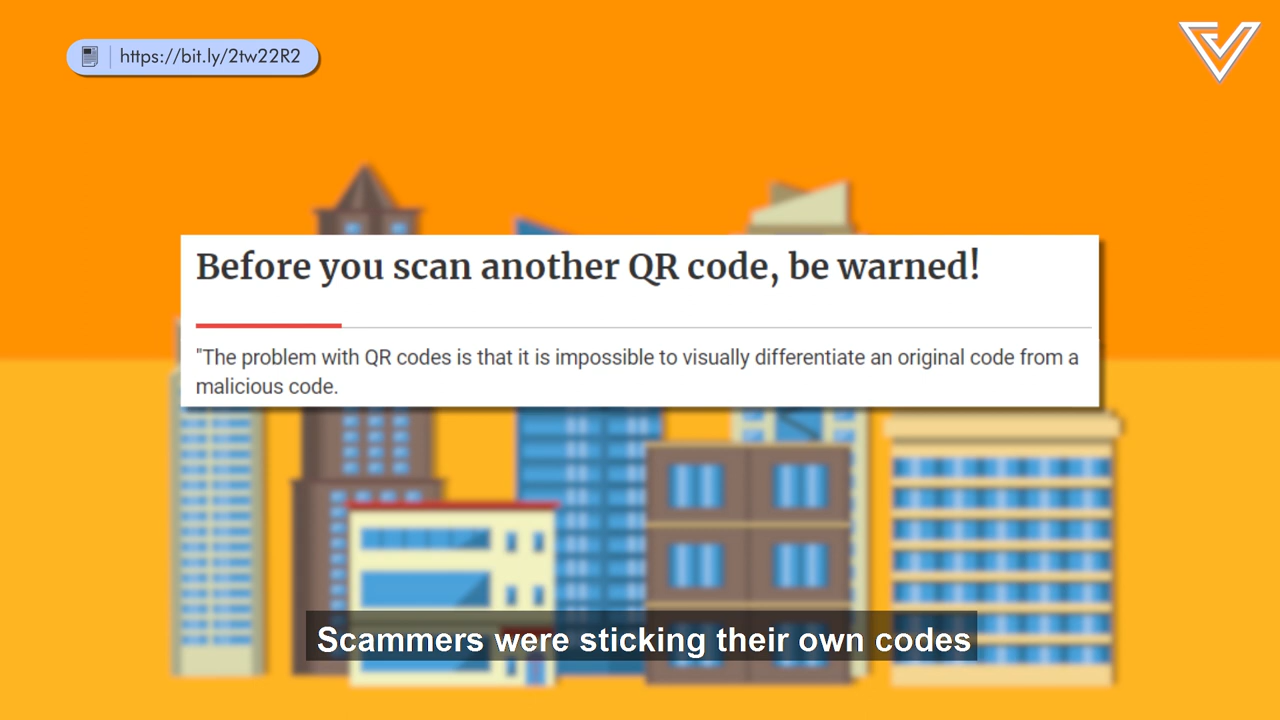 https://bit.ly/2tw22R2
Before you scan another QR code, be warned!
"The problem with QR codes is that it is impossible to visually differentiate an original code from a
malicious code.
Scammers were sticking their own codes